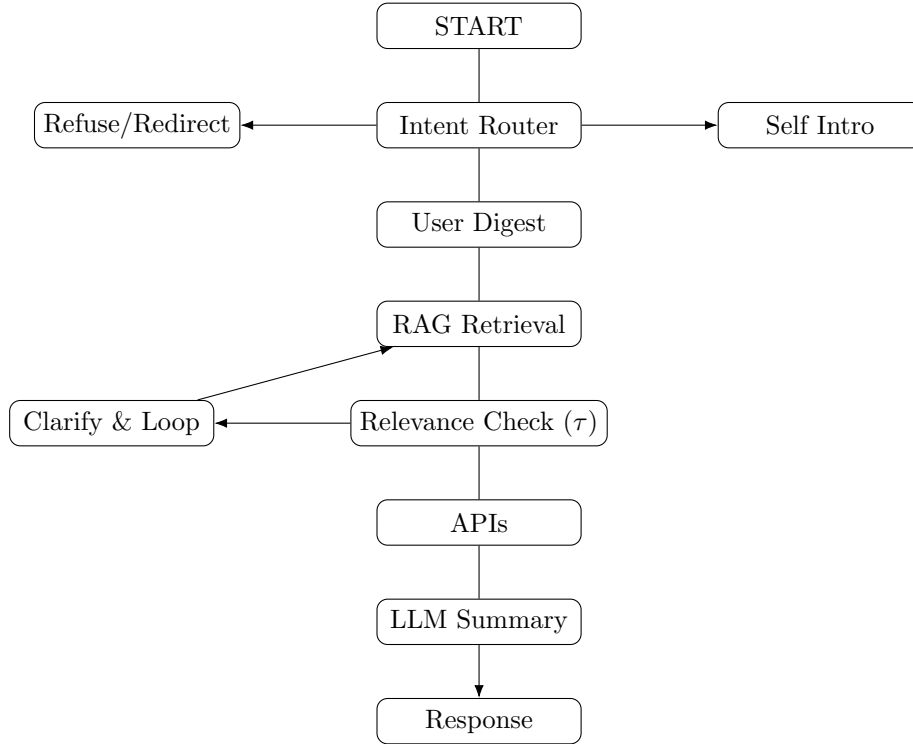 START
Refuse/Redirect
Intent Router
Self Intro
User Digest
RAG Retrieval
Clarify & Loop
Relevance Check (τ)
APIs
LLM Summary
Response